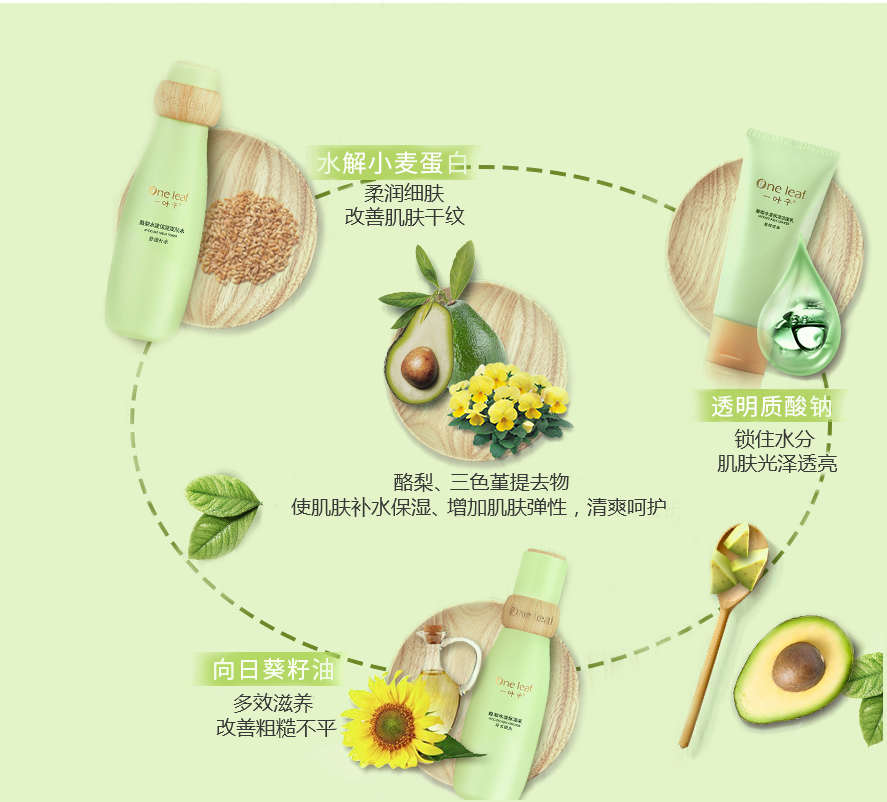 One leaf
One leaf
一叶子
水解小麦蛋白
柔润细肤
改善肌肤干纹
One leaf
一叶子
透明质酸钠
锁住水分
肌肤光泽透亮
酪梨、三色堇提去物
使肌肤补水保湿、增加肌肤弹性，清爽呵护
One leaf
One leaf
一叶子
向日葵籽油
多效滋养
改善粗糙不平